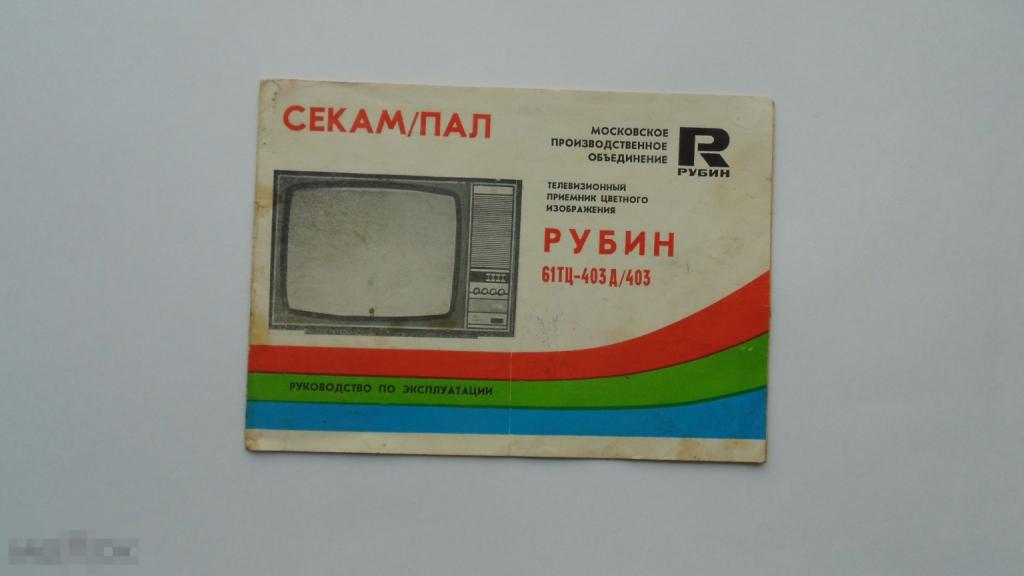 СЕКАМ/ПАЛ
МОСКОВСКОЕ
ПРОИЗВОДСТВЕННОЕ
ОБЪЕДИНЕНИЕ
РУБИН
ТЕЛЕВИЗИОННЫЙ
ПРИЕМНИК ЦВЕТНОГО
ИЗОБРАЖЕНИЯ
РУБИН
61ТЦ-403Д/403
РУКОВОДСТВО ПО ЭКСПЛУАТАЦИИ